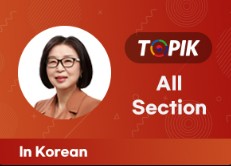 TOPIK
All
Section
In Korean